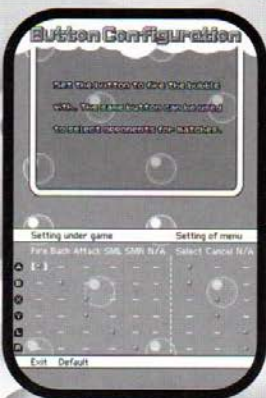 Button Configuration
Set the button to fire the bubble
with. The same button can be used
to select opponents for matches.
Setting under game Setting of menu
Fire Bath Attack SML SMR N/A Select Cancel N/A
A
B
X
Y
L
R
Exit Default